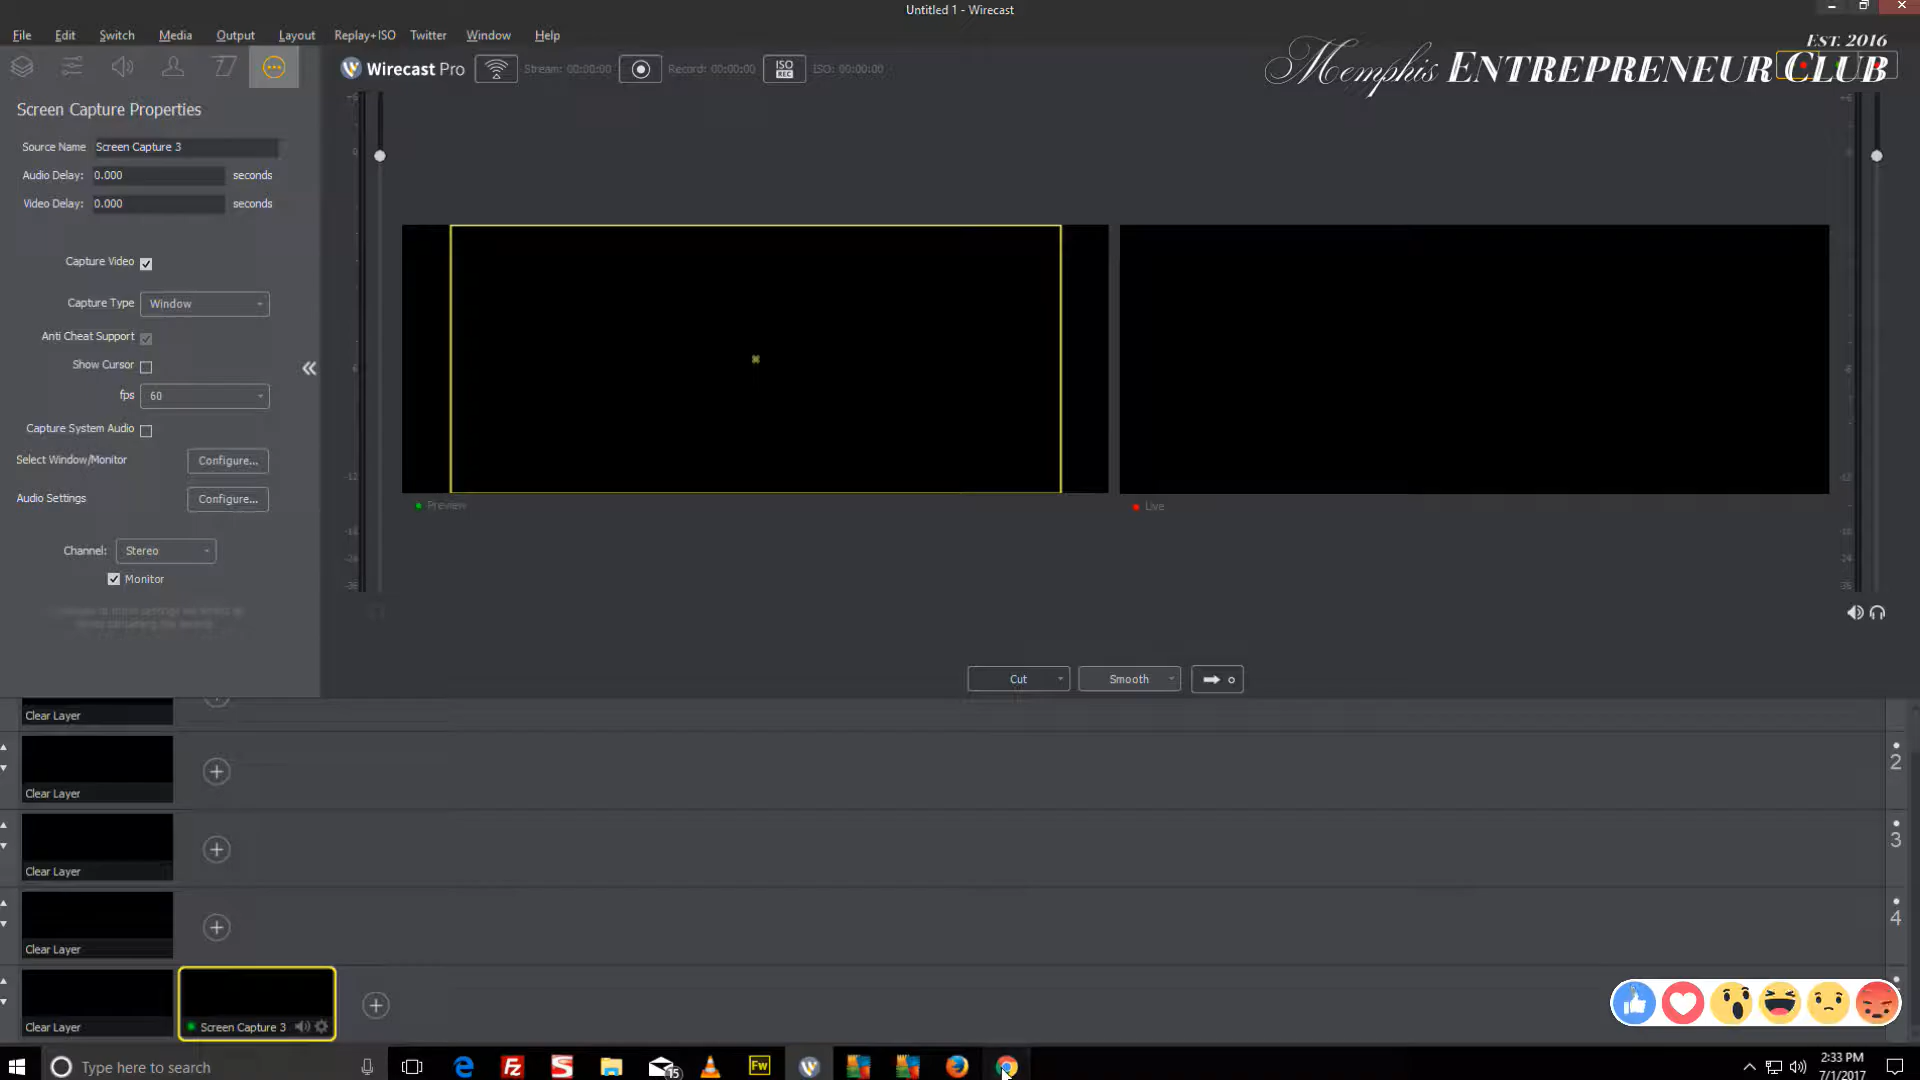 Untitled 1 - Wirecast
File Edit Switch Media Output Layout Replay+ISO Twitter Window Help
EST. 2016
Memphis ENTREPRENEUR CLUB
Wirecast Pro
Stream: 00:00:00
Record: 00:00:00
ISO REC
ISO: 00:00:00
Screen Capture Properties
Source Name Screen Capture 3
Audio Delay: 0.000 seconds
Video Delay: 0.000 seconds
Capture Video
Capture Type Window
Anti Cheat Support
Show Cursor
fps 60
Capture System Audio
Select Window/Monitor Configure...
Audio Settings Configure...
Channel: Stereo
Monitor
Preview
Live
Cut
Smooth
Clear Layer
Clear Layer
2
Clear Layer
3
Clear Layer
4
Clear Layer
Screen Capture 3
Type here to search
15
Fw
2:33 PM
7/1/2017